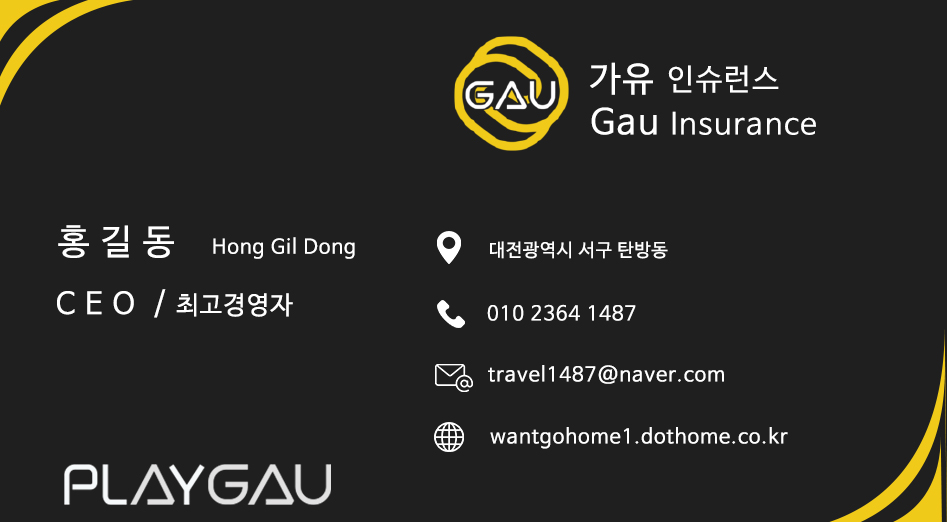 GAU
가유 인슈런스
Gau Insurance
홍 길 동 Hong Gil Dong
CEO / 최고경영자
대전광역시 서구 탄방동
010 2364 1487
travel1487@naver.com
wantgohome1.dothome.co.kr
PLAYGAU